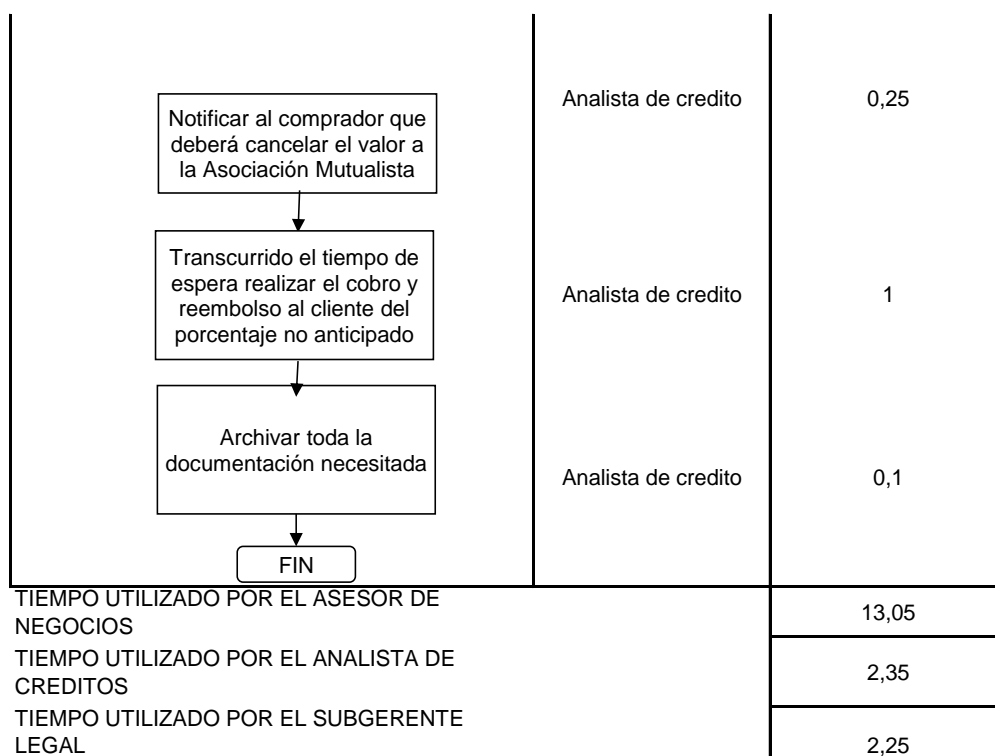 Notificar al comprador que
deberá cancelar el valor a
la Asociación Mutualista
Analista de credito
0,25
Transcurrido el tiempo de
espera realizar el cobro y
reembolso al cliente del
porcentaje no anticipado
Analista de credito
1
Archivar toda la
documentación necesitada
Analista de credito
0,1
FIN
TIEMPO UTILIZADO POR EL ASESOR DE
NEGOCIOS
13,05
TIEMPO UTILIZADO POR EL ANALISTA DE
CREDITOS
2,35
TIEMPO UTILIZADO POR EL SUBGERENTE
LEGAL
2,25